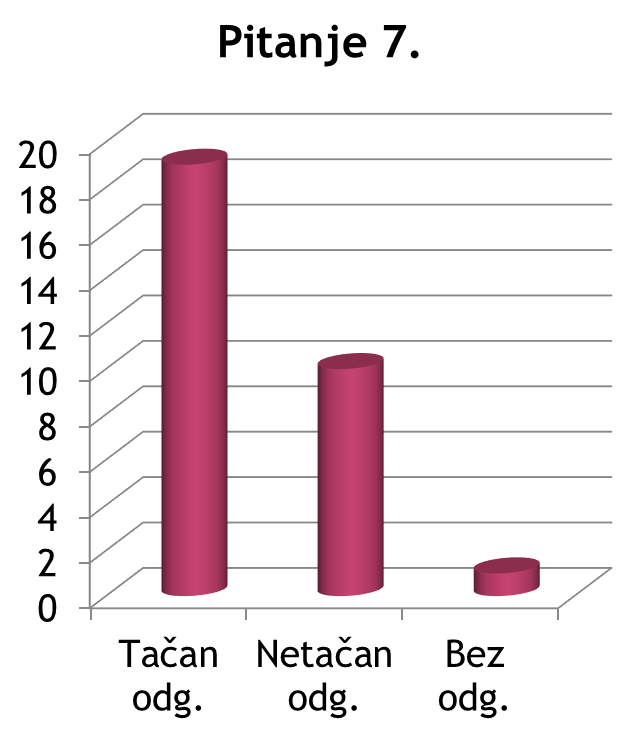 Pitanje 7.
20
18
16
14
12
10
8
6
4
2
0
Tačan odg.
Netačan odg.
Bez odg.